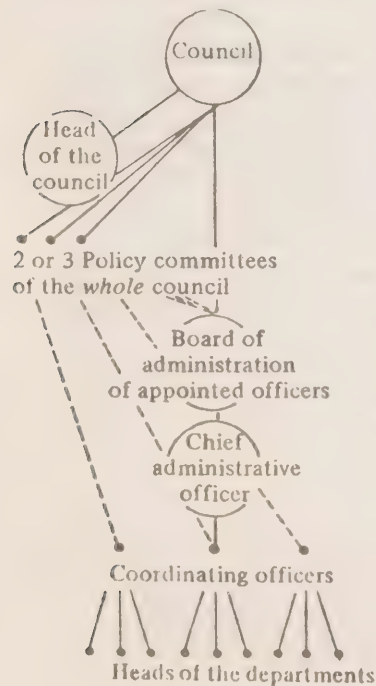 Council
Head
of the
council
2 or 3 Policy committees
of the whole council
Board of
administration
of appointed officers
Chief
administrative
officer
Coordinating officers
Heads of the departments